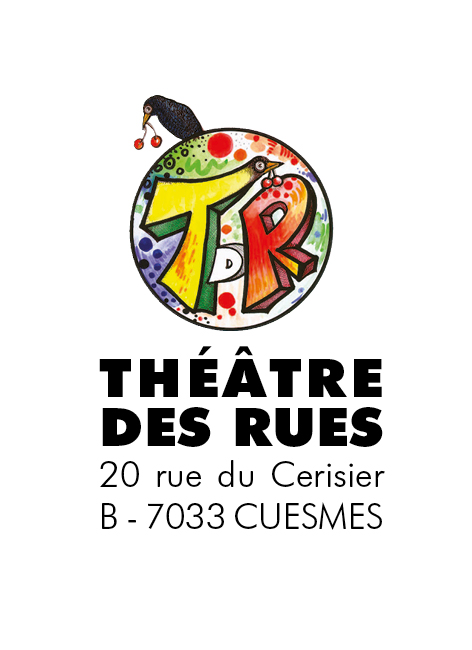 TdR
THÉÂTRE
DES RUES
20 rue du Cerisier
B - 7033 CUESMES